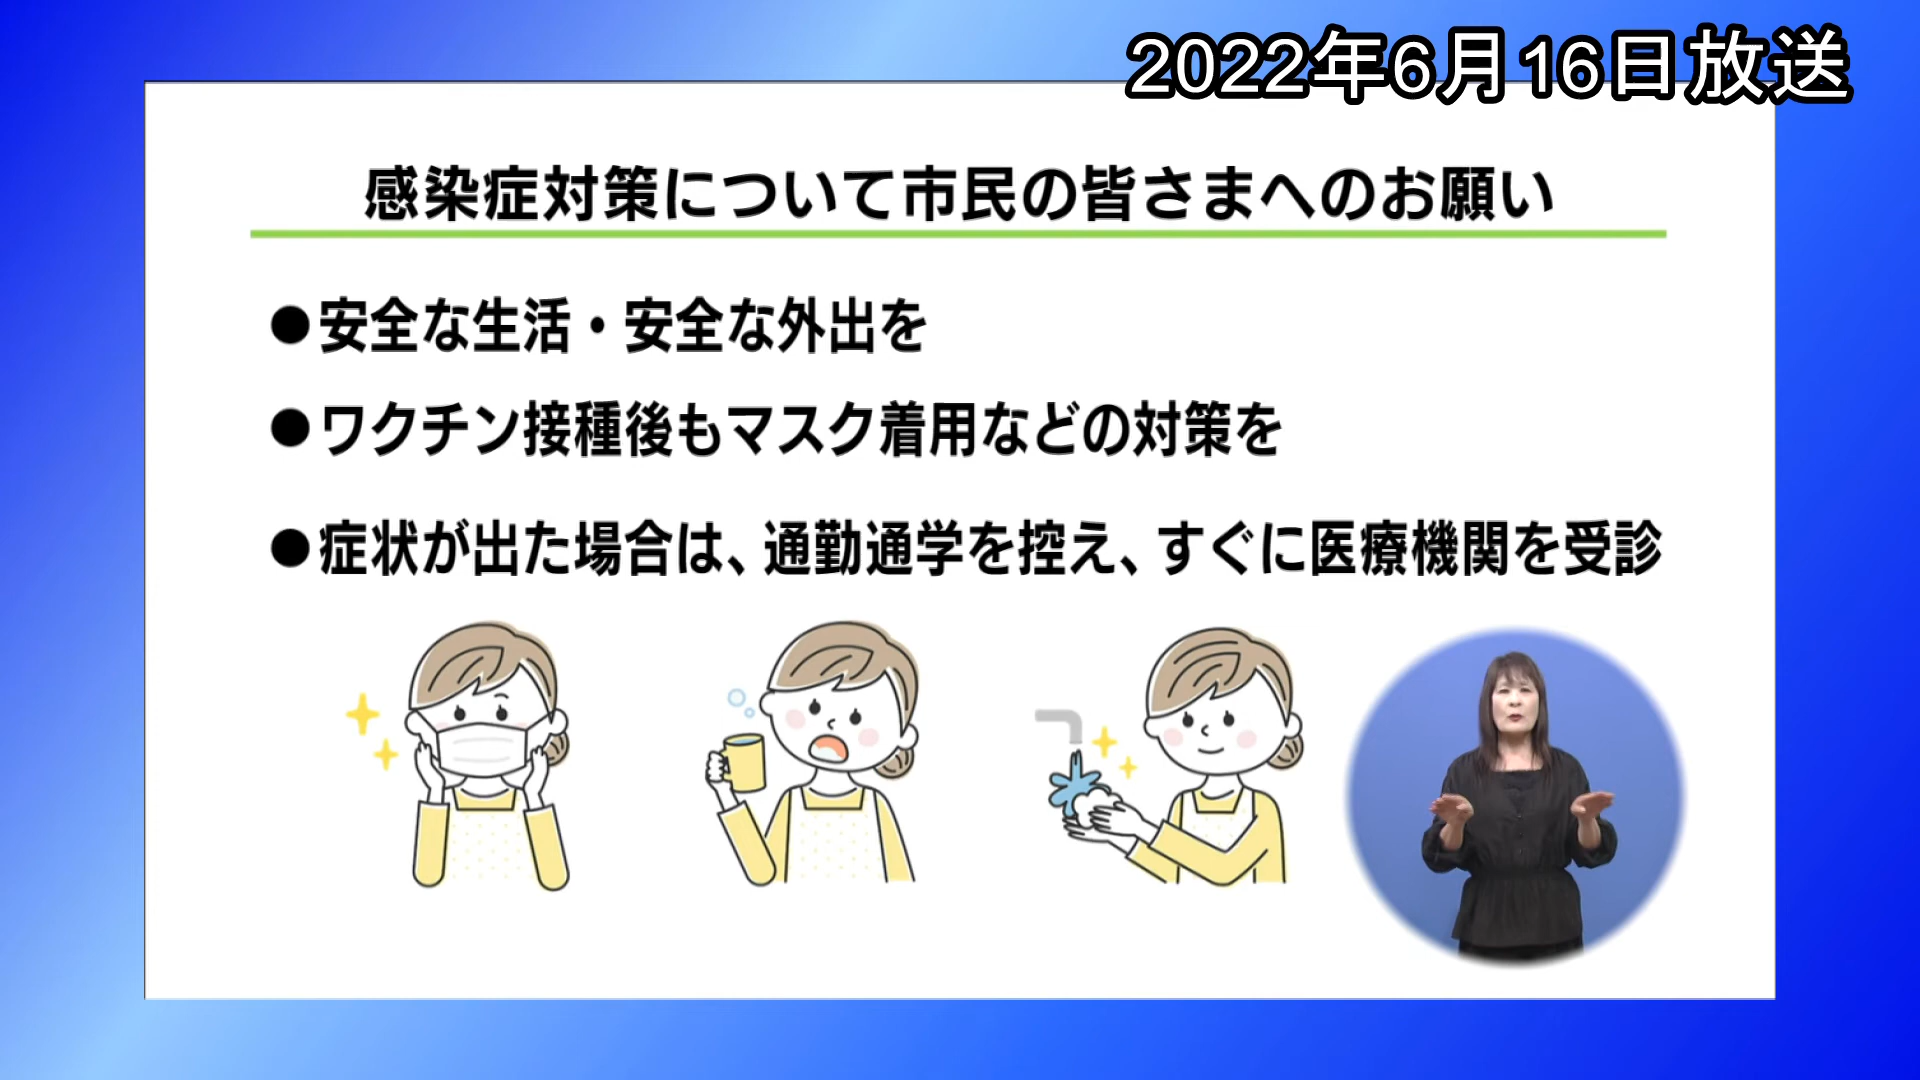 2022年6月16日放送
感染症対策について市民の皆さまへのお願い
●安全な生活・安全な外出を
●ワクチン接種後もマスク着用などの対策を
●症状が出た場合は、通勤通学を控え、すぐに医療機関を受診